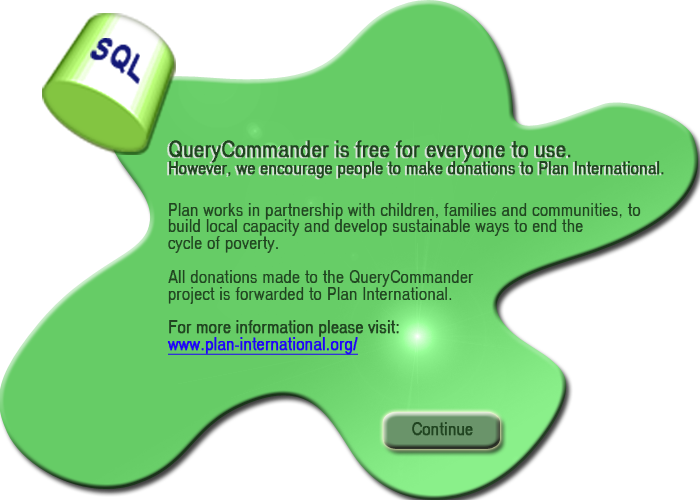 SQL
QueryCommander is free for everyone to use.
However, we encourage people to make donations to Plan International.
Plan works in partnership with children, families and communities, to
build local capacity and develop sustainable ways to end the
cycle of poverty.
All donations made to the QueryCommander
project is forwarded to Plan International.
For more information please visit:
www.plan-international.org/
Continue